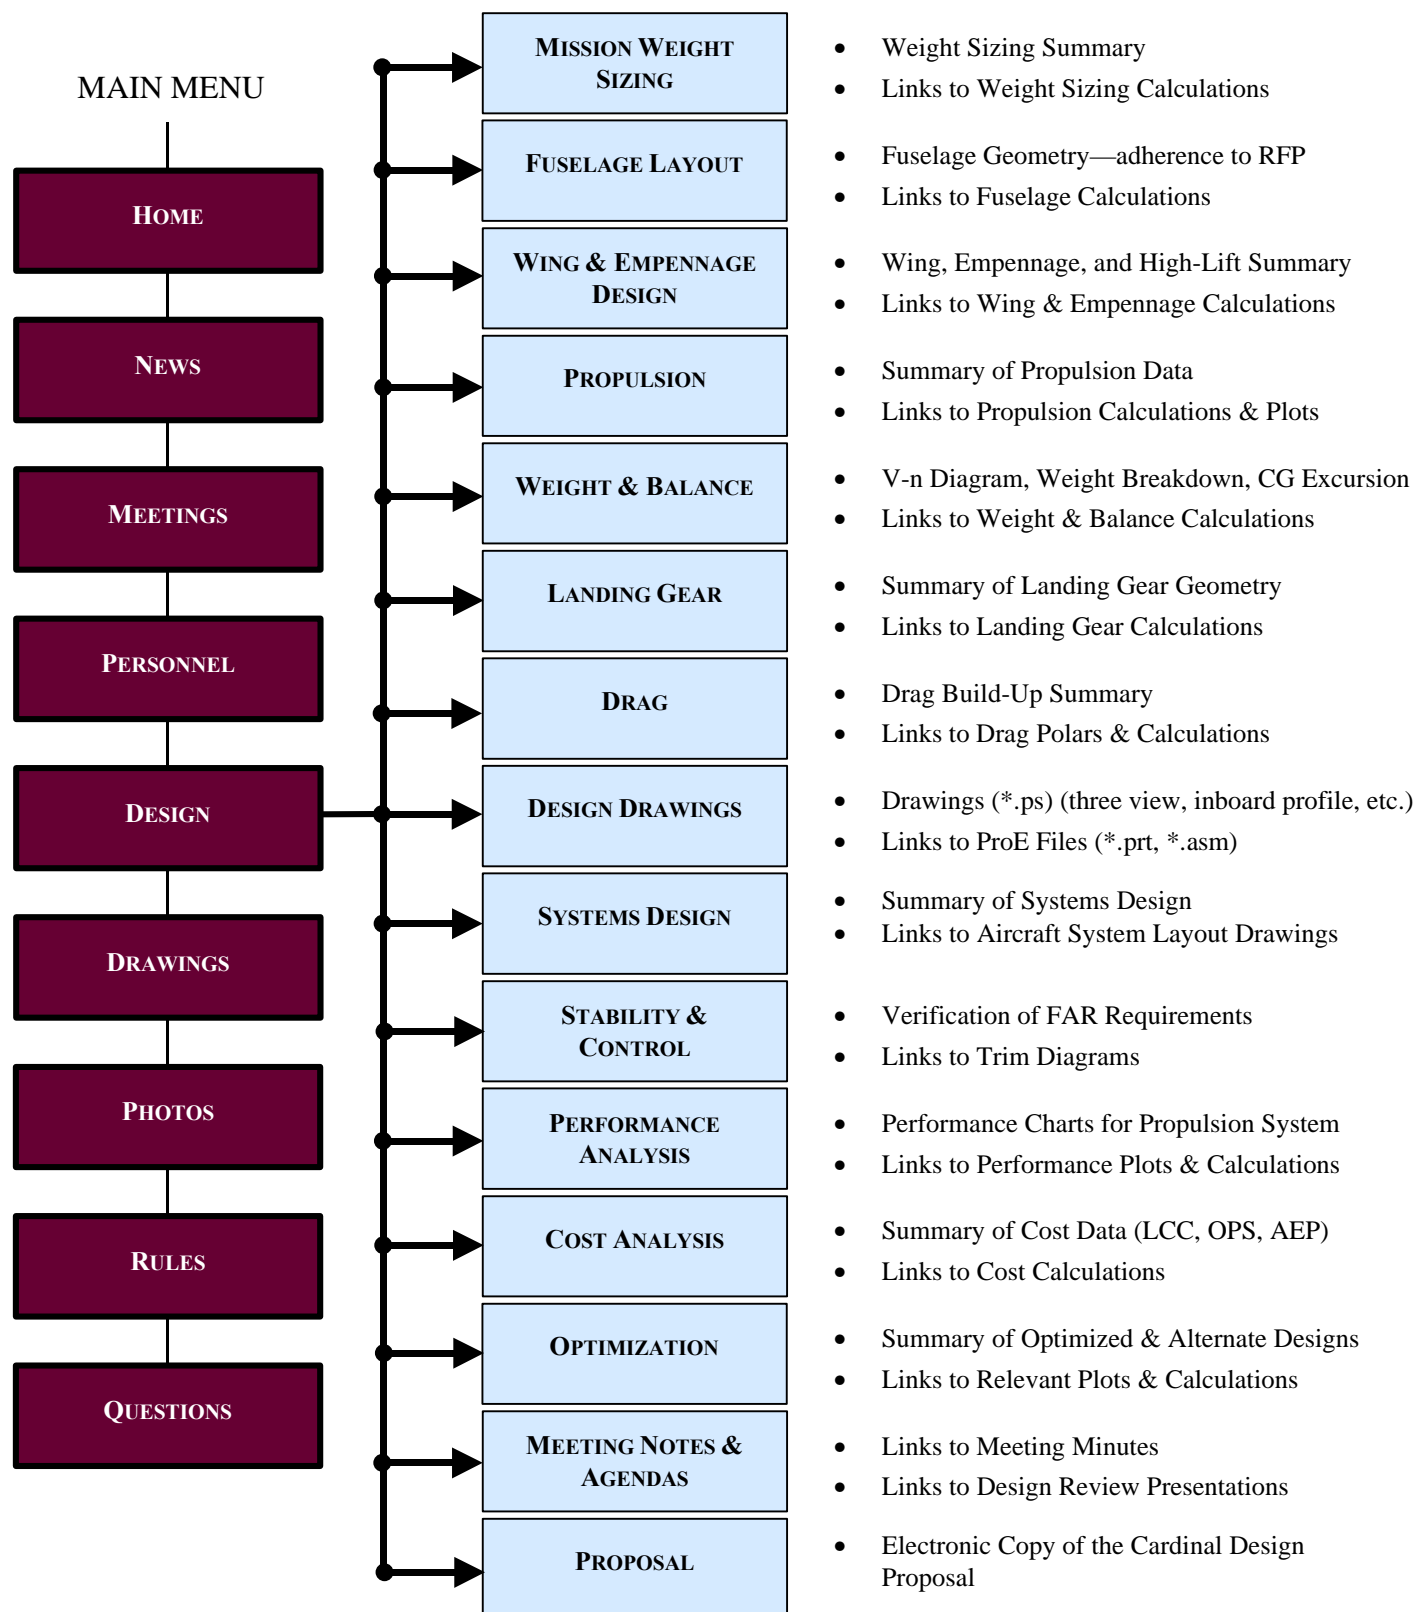 MAIN MENU
HOME
NEWS
MEETINGS
PERSONNEL
DESIGN
DRAWINGS
PHOTOS
RULES
QUESTIONS
MISSION WEIGHT
SIZING
• Weight Sizing Summary
• Links to Weight Sizing Calculations
FUSELAGE LAYOUT
• Fuselage Geometry—adherence to RFP
• Links to Fuselage Calculations
WING & EMPENNAGE
DESIGN
• Wing, Empennage, and High-Lift Summary
• Links to Wing & Empennage Calculations
PROPULSION
• Summary of Propulsion Data
• Links to Propulsion Calculations & Plots
WEIGHT & BALANCE
• V-n Diagram, Weight Breakdown, CG Excursion
• Links to Weight & Balance Calculations
LANDING GEAR
• Summary of Landing Gear Geometry
• Links to Landing Gear Calculations
DRAG
• Drag Build-Up Summary
• Links to Drag Polars & Calculations
DESIGN DRAWINGS
• Drawings (*.ps) (three view, inboard profile, etc.)
• Links to ProE Files (*.prt, *.asm)
SYSTEMS DESIGN
• Summary of Systems Design
• Links to Aircraft System Layout Drawings
STABILITY &
CONTROL
• Verification of FAR Requirements
• Links to Trim Diagrams
PERFORMANCE
ANALYSIS
• Performance Charts for Propulsion System
• Links to Performance Plots & Calculations
COST ANALYSIS
• Summary of Cost Data (LCC, OPS, AEP)
• Links to Cost Calculations
OPTIMIZATION
• Summary of Optimized & Alternate Designs
• Links to Relevant Plots & Calculations
MEETING NOTES &
AGENDAS
• Links to Meeting Minutes
• Links to Design Review Presentations
PROPOSAL
• Electronic Copy of the Cardinal Design
Proposal